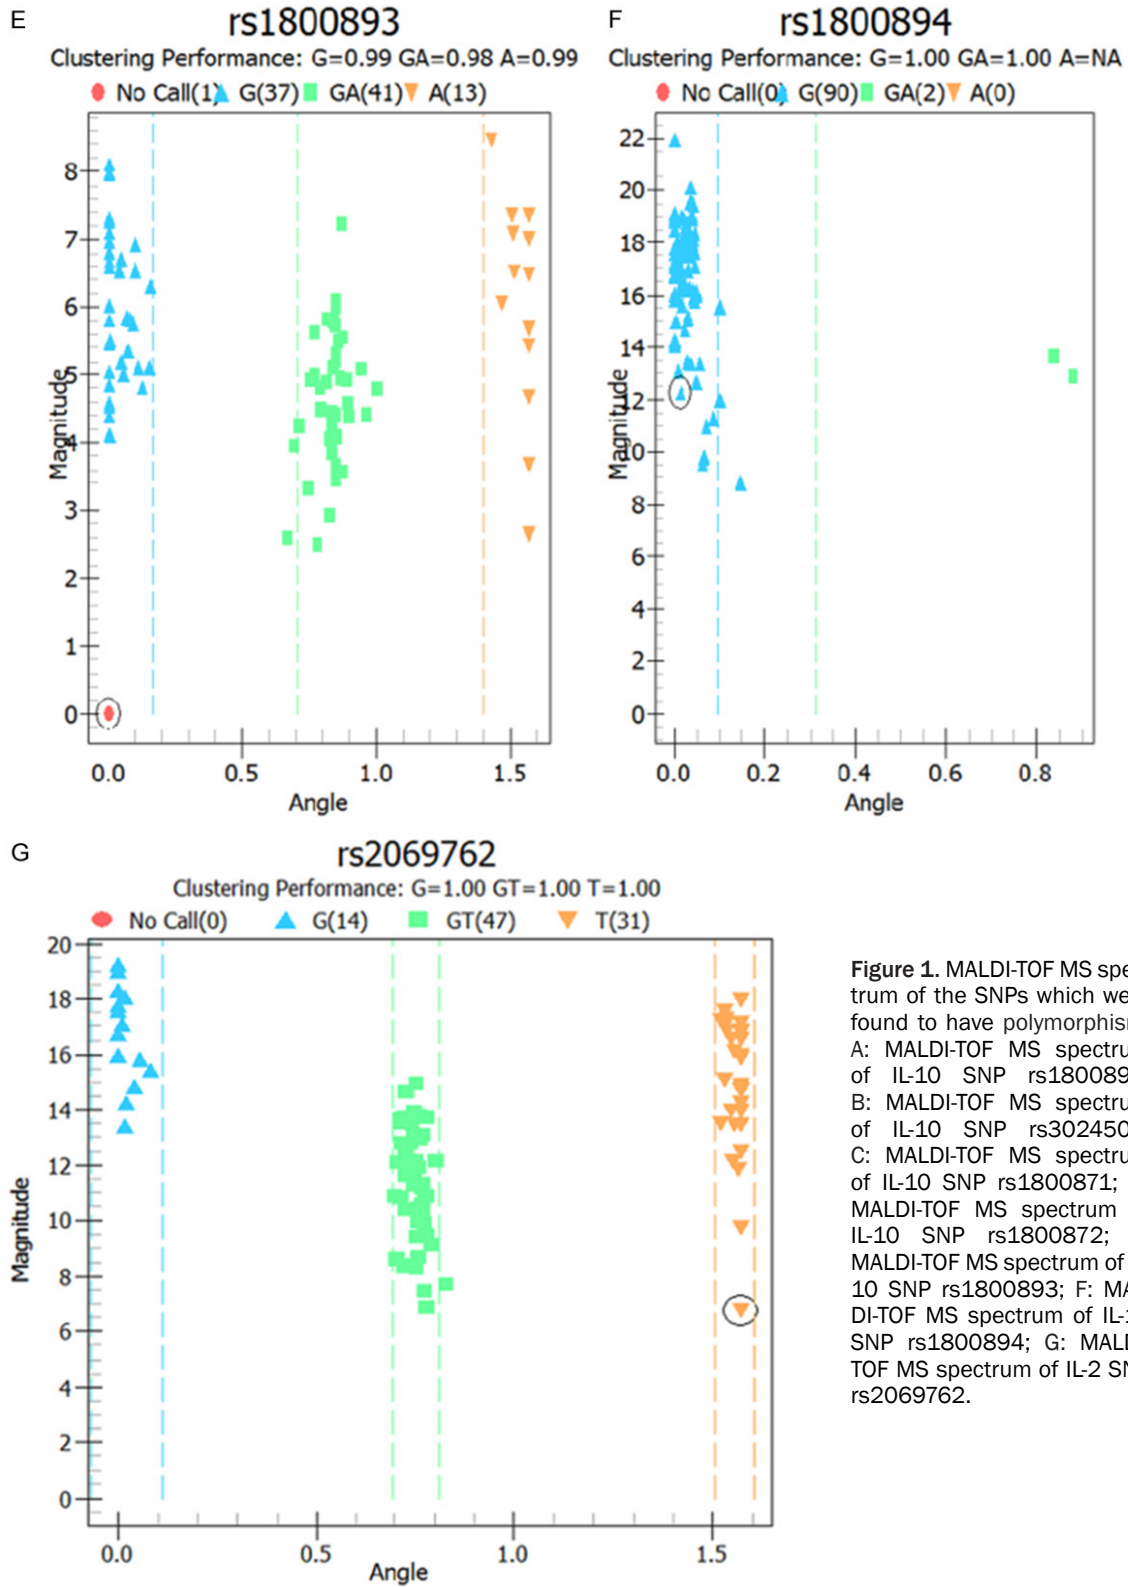 E
rs1800893
Clustering Performance: G=0.99 GA=0.98 A=0.99
No Call(1) G(37) GA(41) A(13)
8
7
6
5
4
3
2
1
0
Magnitude
0.0 0.5 1.0 1.5
Angle
F
rs1800894
Clustering Performance: G=1.00 GA=1.00 A=NA
No Call(0) G(90) GA(2) A(0)
22
20
18
16
14
12
10
8
6
4
2
0
Magnitude
0.0 0.2 0.4 0.6 0.8
Angle
G
rs2069762
Clustering Performance: G=1.00 GT=1.00 T=1.00
No Call(0) G(14) GT(47) T(31)
20
18
16
14
12
10
8
6
4
2
0
Magnitude
0.0 0.5 1.0 1.5
Angle
Figure 1. MALDI-TOF MS spe
trum of the SNPs which we
found to have polymorphis
A: MALDI-TOF MS spectru
of IL-10 SNP rs180089
B: MALDI-TOF MS spectru
of IL-10 SNP rs302450
C: MALDI-TOF MS spectru
of IL-10 SNP rs1800871;
MALDI-TOF MS spectrum
IL-10 SNP rs1800872;
MALDI-TOF MS spectrum of
10 SNP rs1800893; F: MA
DI-TOF MS spectrum of IL-1
SNP rs1800894; G: MALD
TOF MS spectrum of IL-2 SN
rs2069762.